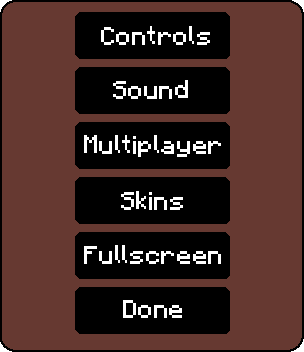 Controls
Sound
Multiplayer
Skins
Fullscreen
Done